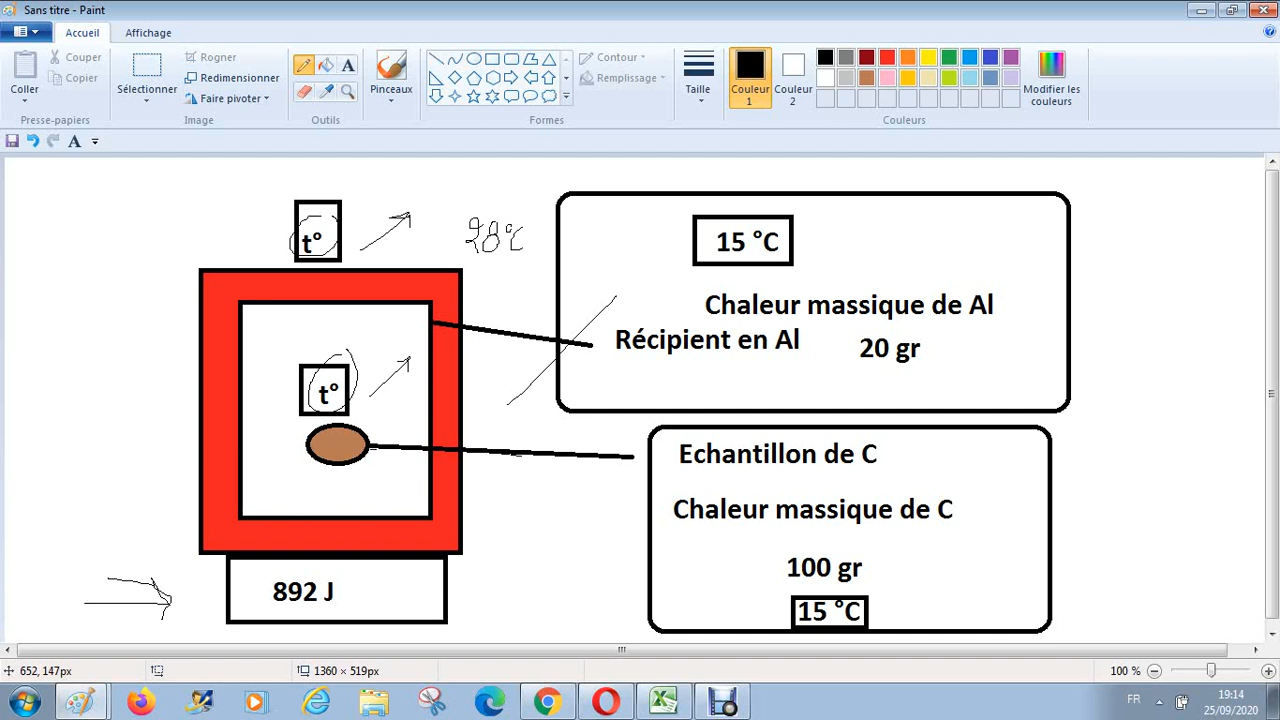 Sans titre - Paint
Accueil
Affichage
Coller
Couper
Copier
Presse-papiers
Sélectionner
Rogner
Redimensionner
Faire pivoter
Image
A
Outils
Pinceaux
Contour
Remplissage
Formes
Taille
Couleur 1
Couleur 2
Modifier les couleurs
Couleurs
A
t°
28°C
15 °C
Chaleur massique de Al
Récipient en Al
20 gr
t°
Echantillon de C
Chaleur massique de C
100 gr
15 °C
892 J
652, 147px
1360 × 519px
100 %
FR
19:14
25/09/2020